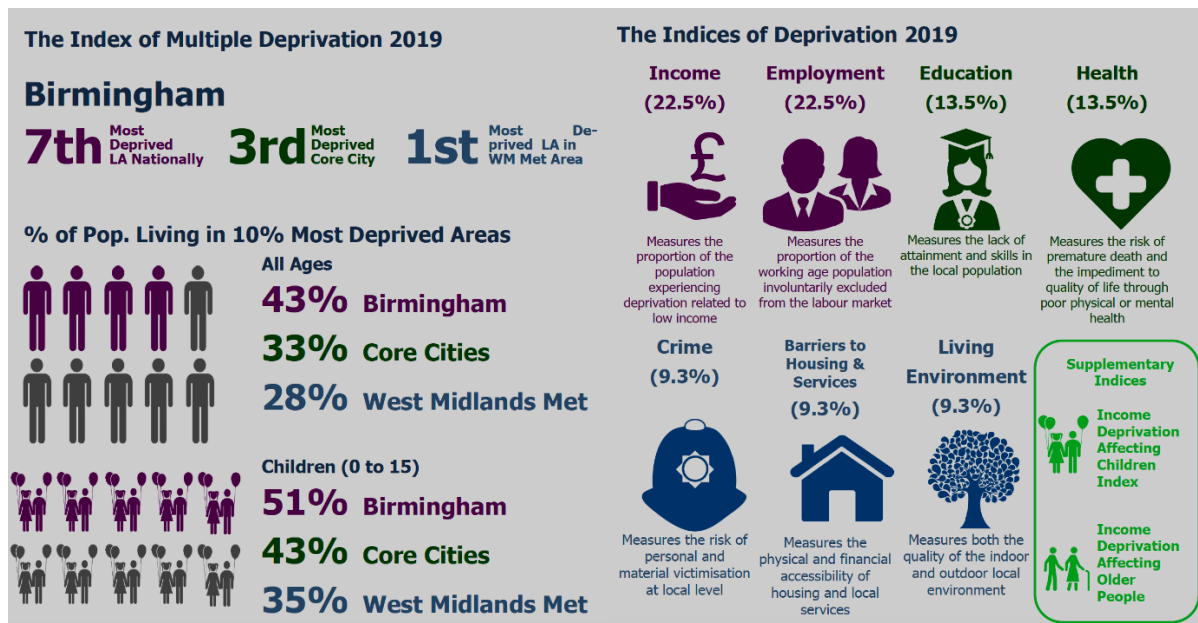 The Index of Multiple Deprivation 2019
Birmingham
7th Most
Deprived
LA Nationally
3rd Most
Deprived
Core City
1st Most De-
prived LA in
WM Met Area
% of Pop. Living in 10% Most Deprived Areas
All Ages
43% Birmingham
33% Core Cities
28% West Midlands Met
Children (0 to 15)
51% Birmingham
43% Core Cities
35% West Midlands Met
The Indices of Deprivation 2019
Income
(22.5%)
£
Measures the
proportion of the
population
experiencing
deprivation related to
low income
Employment
(22.5%)
Measures the
proportion of the
working age population
involuntarily excluded
from the labour market
Education
(13.5%)
Measures the lack of
attainment and skills in
the local population
Health
(13.5%)
Measures the risk of
premature death and
the impediment to
quality of life through
poor physical or mental
health
Crime
(9.3%)
Measures the risk of
personal and
material victimisation
at local level
Barriers to
Housing &
Services
(9.3%)
Measures the
physical and financial
accessibility of
housing and local
services
Living
Environment
(9.3%)
Measures both the
quality of the indoor
and outdoor local
environment
Supplementary
Indices
Income
Deprivation
Affecting
Children
Index
Income
Deprivation
Affecting
Older
People